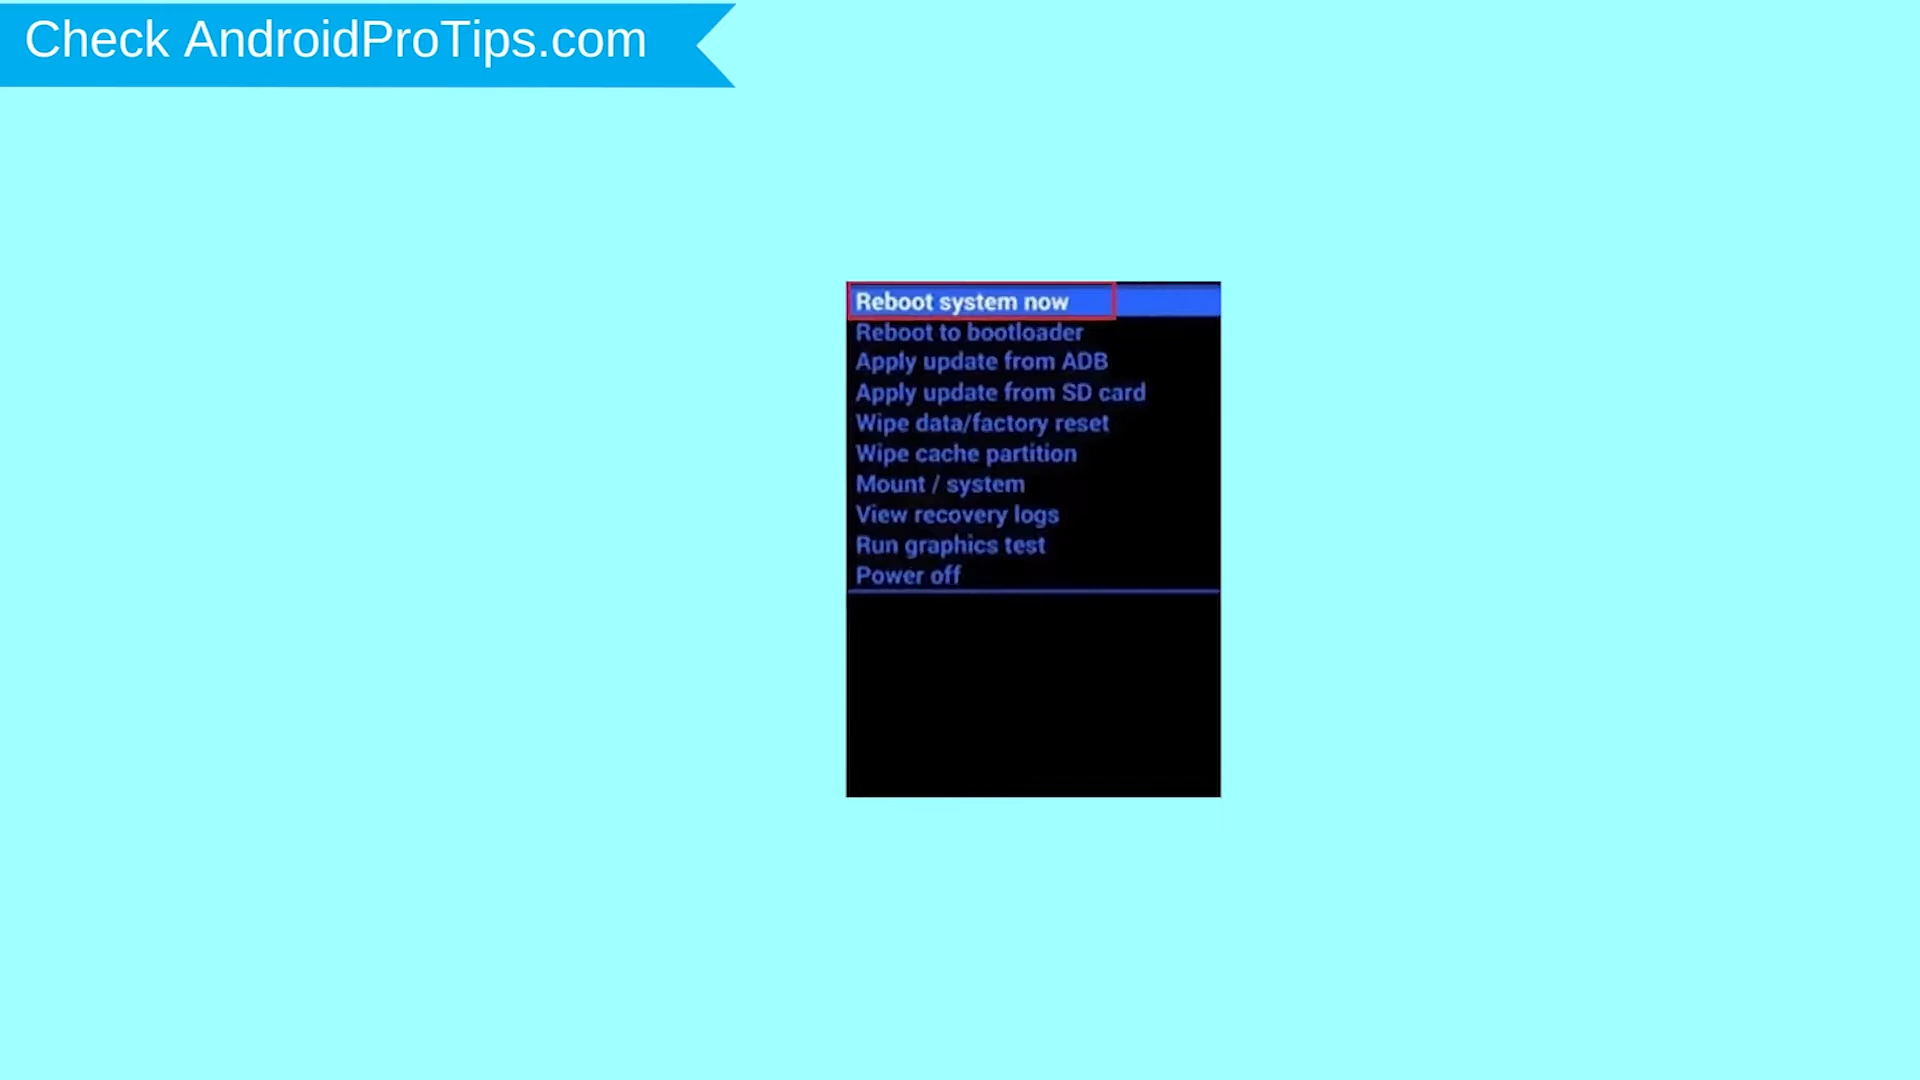 Check AndroidProTips.com
Reboot system now
Reboot to bootloader
Apply update from ADB
Apply update from SD card
Wipe data/factory reset
Wipe cache partition
Mount / system
View recovery logs
Run graphics test
Power off